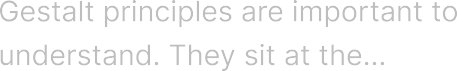 Gestalt principles are important to
understand. They sit at the...